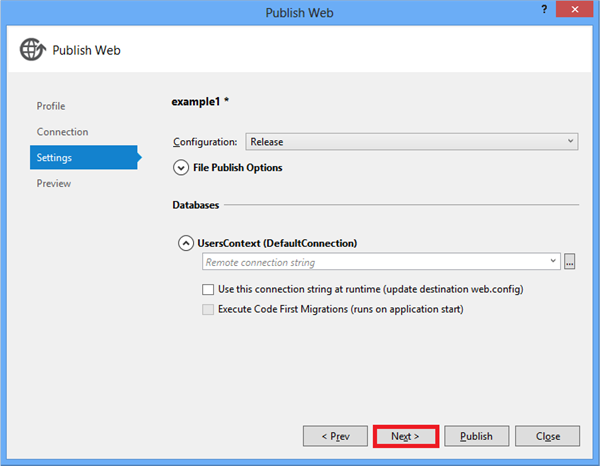 Publish Web
?
Publish Web
Profile
Connection
Settings
Preview
example1 *
Configuration: Release
File Publish Options
Databases
UsersContext (DefaultConnection)
Remote connection string
...
Use this connection string at runtime (update destination web.config)
Execute Code First Migrations (runs on application start)
< Prev Next > Publish Close